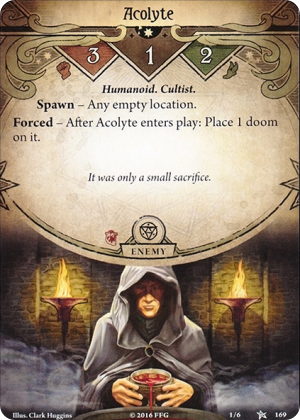 Acolyte
3 1 2
Humanoid. Cultist.
Spawn – Any empty location.
Forced – After Acolyte enters play: Place 1 doom
on it.
It was only a small sacrifice.
ENEMY
Illus. Clark Huggins © 2016 FFG 1/6 169